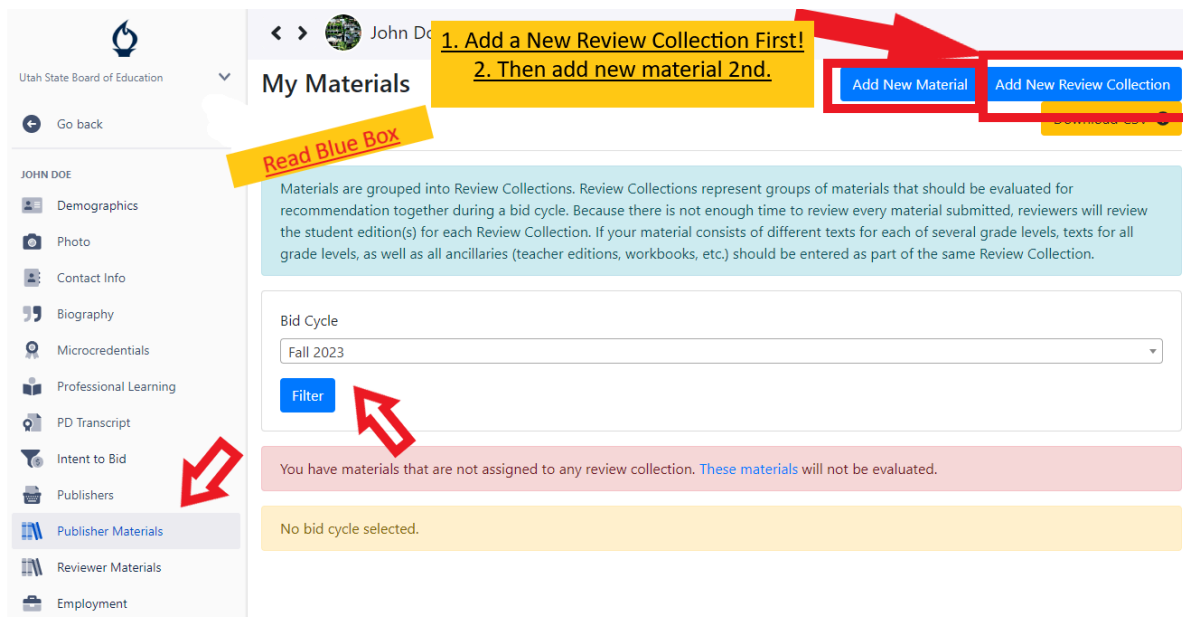 Utah State Board of Education
Go back
JOHN DOE
Demographics
Photo
Contact Info
Biography
Microcredentials
Professional Learning
PD Transcript
Intent to Bid
Publishers
Publisher Materials
Reviewer Materials
Employment
John
1. Add a New Review Collection First!
2. Then add new material 2nd.
My Materials
Add New Material
Add New Review Collection
Download CSV
Read Blue Box
Materials are grouped into Review Collections. Review Collections represent groups of materials that should be evaluated for
recommendation together during a bid cycle. Because there is not enough time to review every material submitted, reviewers will review
the student edition(s) for each Review Collection. If your material consists of different texts for each of several grade levels, texts for all
grade levels, as well as all ancillaries (teacher editions, workbooks, etc.) should be entered as part of the same Review Collection.
Bid Cycle
Fall 2023
Filter
You have materials that are not assigned to any review collection. These materials will not be evaluated.
No bid cycle selected.